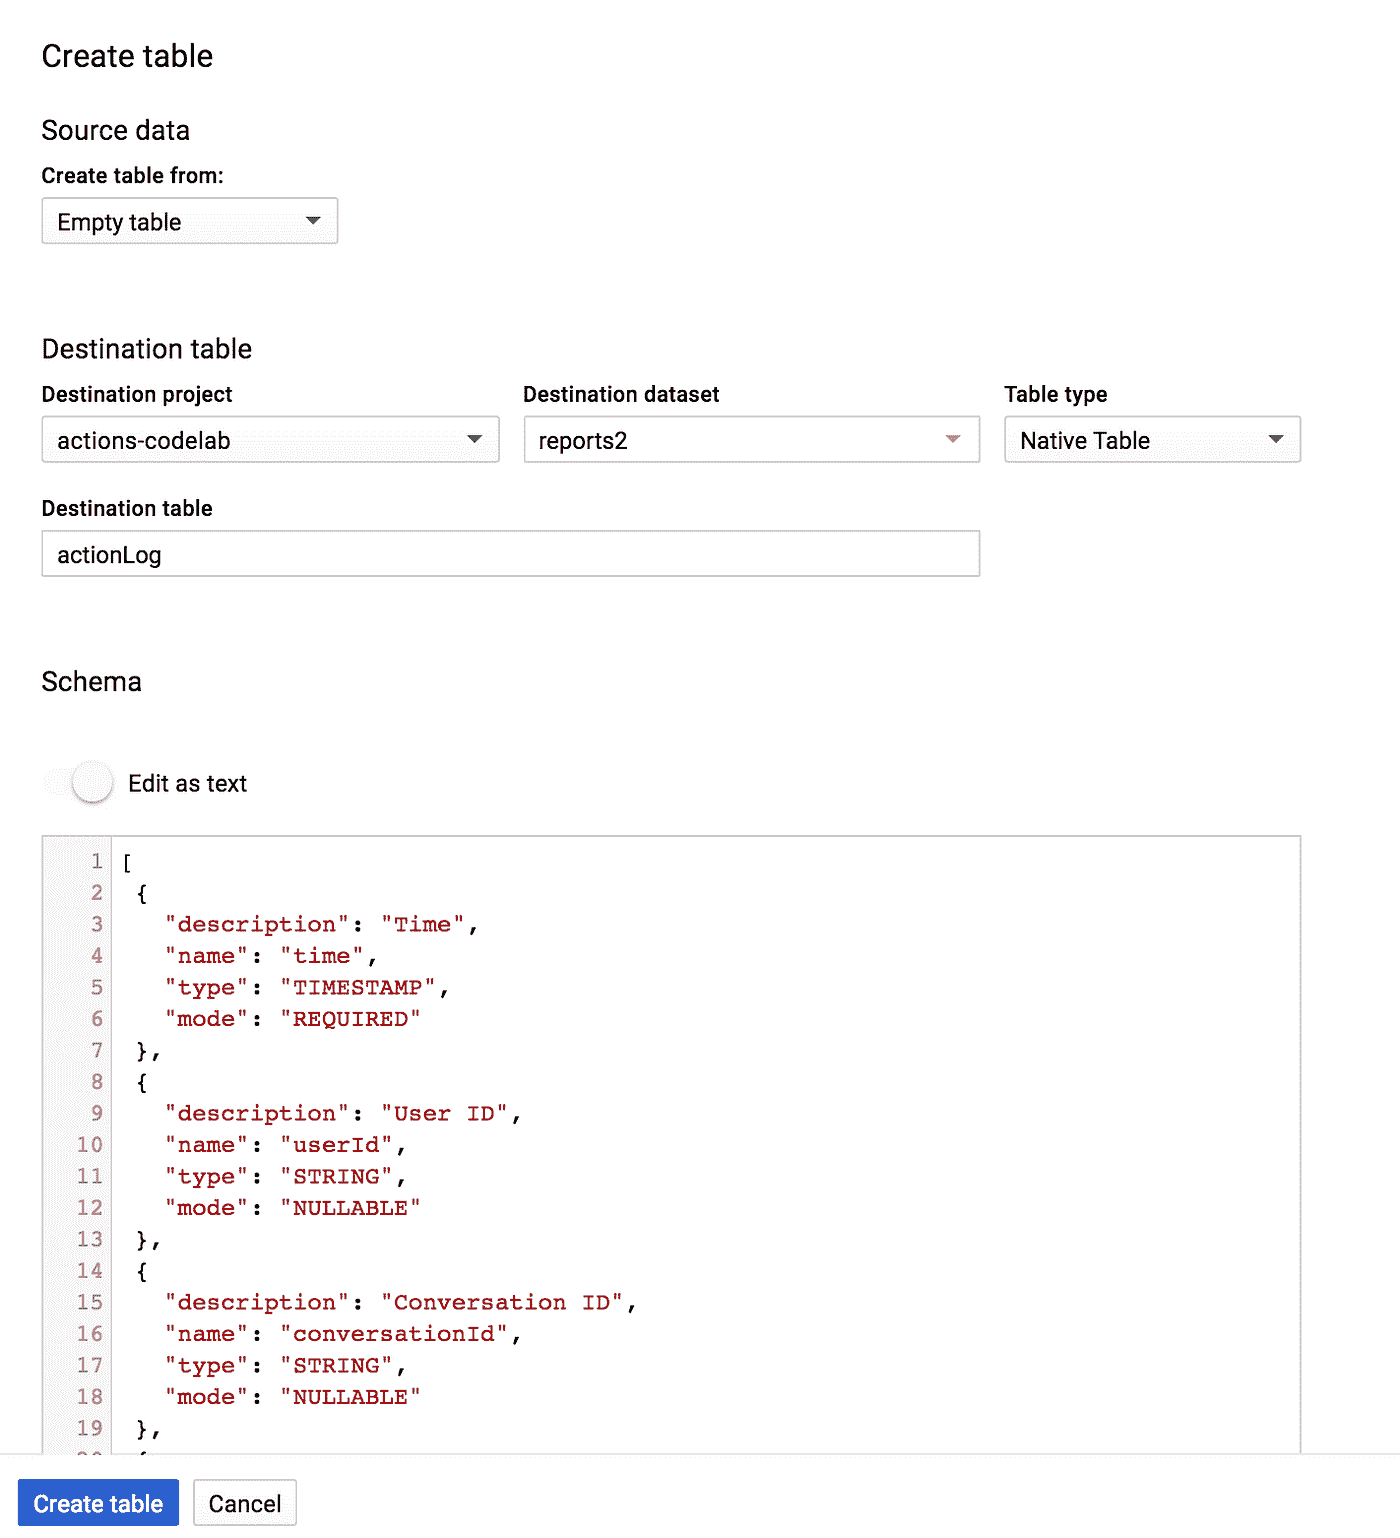 Create table
Source data
Create table from:
Empty table
Destination table
Destination project Destination dataset Table type
actions-codelab reports2 Native Table
Destination table
actionLog
Schema
Edit as text
1 [
2 {
3 "description": "Time",
4 "name": "time",
5 "type": "TIMESTAMP",
6 "mode": "REQUIRED"
7 },
8 {
9 "description": "User ID",
10 "name": "userId",
11 "type": "STRING",
12 "mode": "NULLABLE"
13 },
14 {
15 "description": "Conversation ID",
16 "name": "conversationId",
17 "type": "STRING",
18 "mode": "NULLABLE"
19 },
Create table Cancel